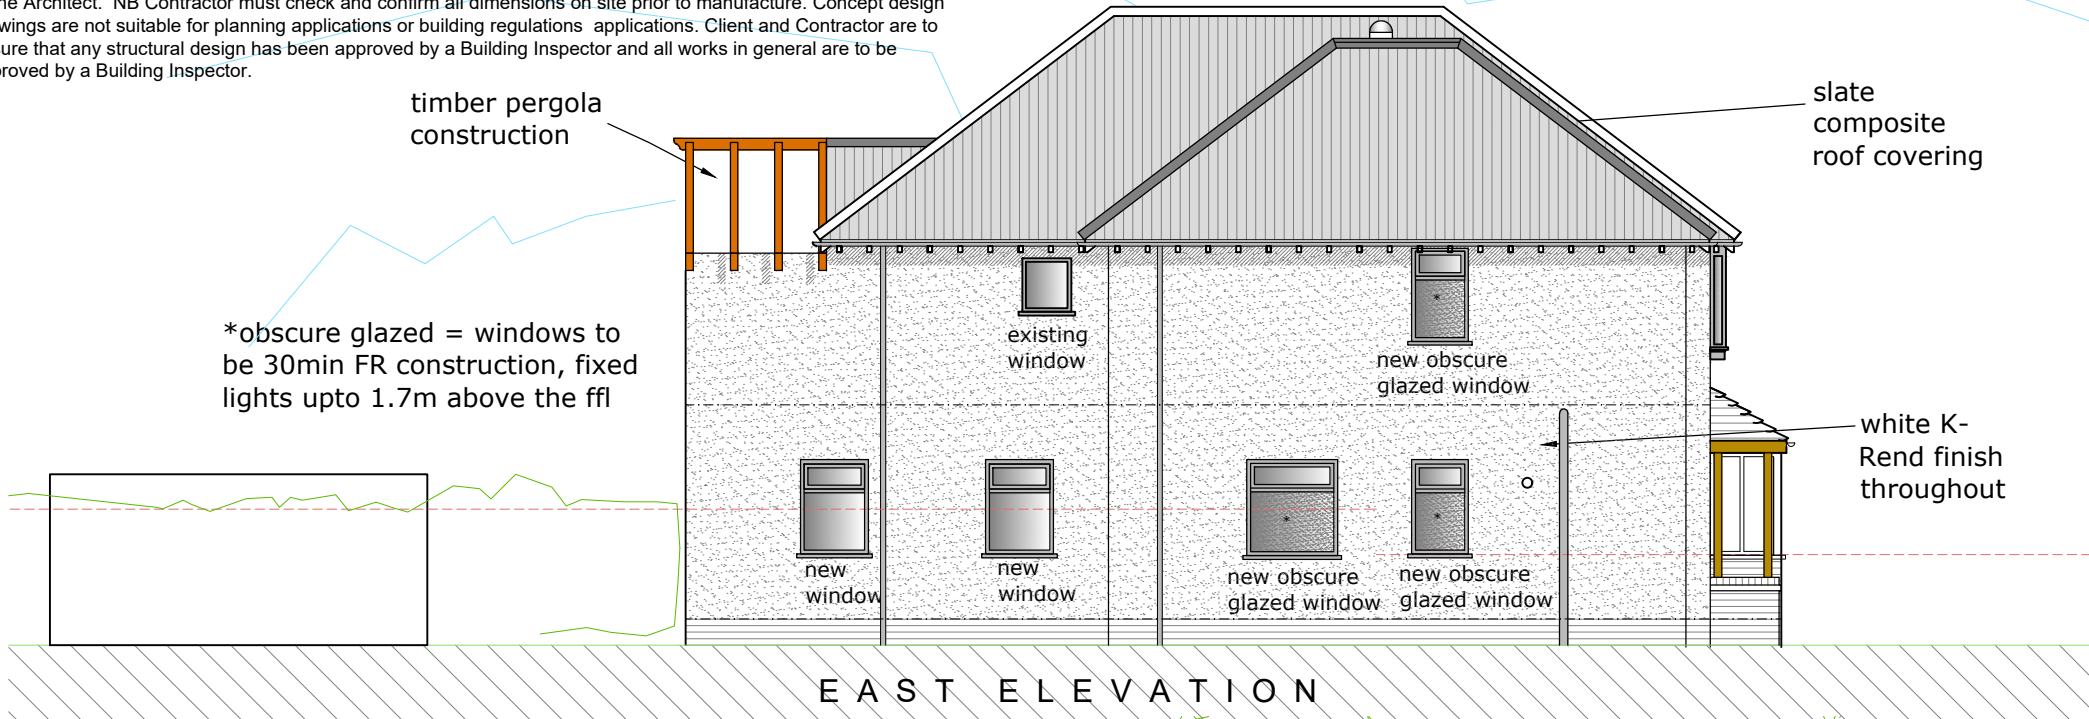 he Architect. NB Contractor must check and confirm all dimensions on site prior to manufacture. Concept design
wings are not suitable for planning applications or building regulations applications. Client and Contractor are to
sure that any structural design has been approved by a Building Inspector and all works in general are to be
proved by a Building Inspector.
timber pergola
construction
slate
composite
roof covering
*obscure glazed = windows to
be 30min FR construction, fixed
lights upto 1.7m above the ffl
existing
window
*
new obscure
glazed window
white K-
Rend finish
throughout
new
window
new
window
*
new obscure
glazed window
*
new obscure
glazed window
EAST ELEVATION